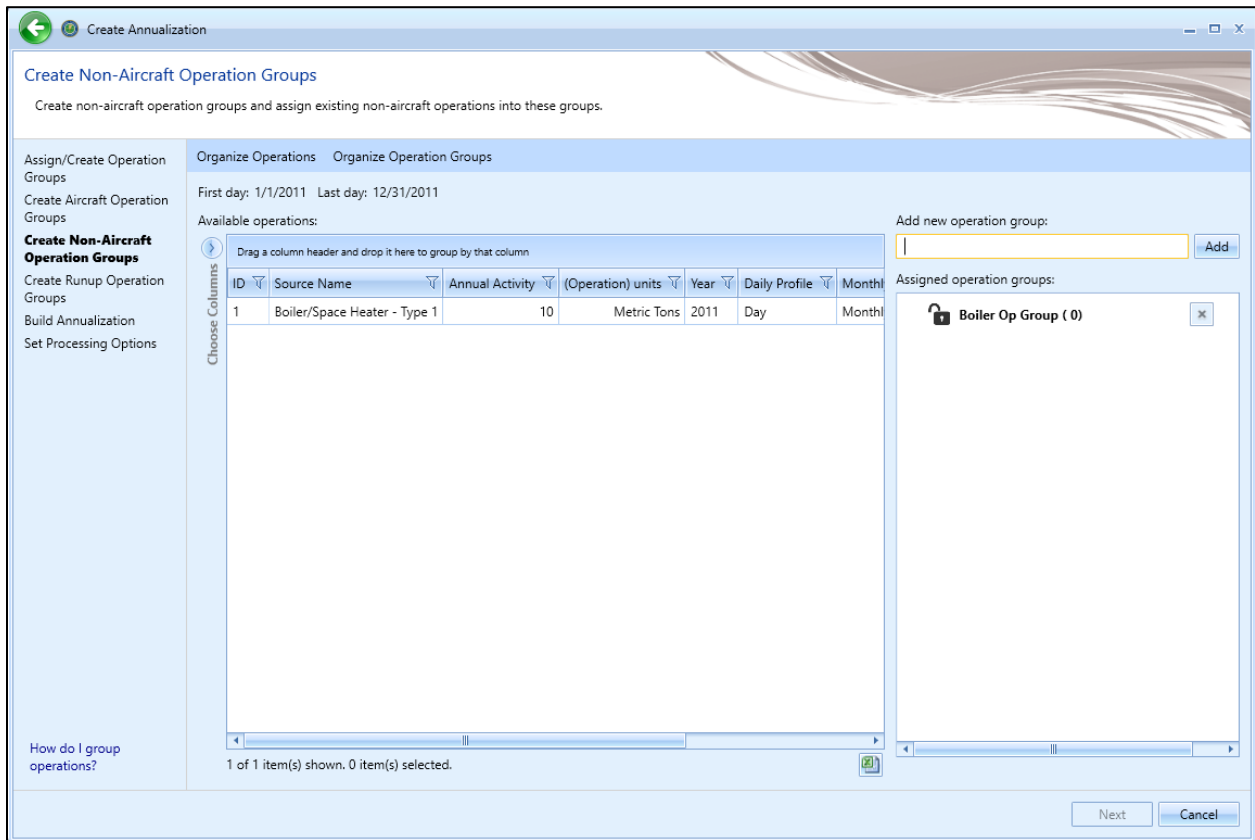 Create Annualization
Create Non-Aircraft Operation Groups
Create non-aircraft operation groups and assign existing non-aircraft operations into these groups.
Assign/Create Operation
Groups
Create Aircraft Operation
Groups
Create Non-Aircraft
Operation Groups
Create Runup Operation
Groups
Build Annualization
Set Processing Options
How do I group
operations?
Organize Operations Organize Operation Groups
First day: 1/1/2011 Last day: 12/31/2011
Available operations:
Choose Columns
Drag a column header and drop it here to group by that column
ID Source Name Annual Activity (Operation) units Year Daily Profile Monthl
1 Boiler/Space Heater - Type 1 10 Metric Tons 2011 Day Monthl
1 of 1 item(s) shown. 0 item(s) selected.
Add new operation group:
Add
Assigned operation groups:
Boiler Op Group ( 0)
Next Cancel